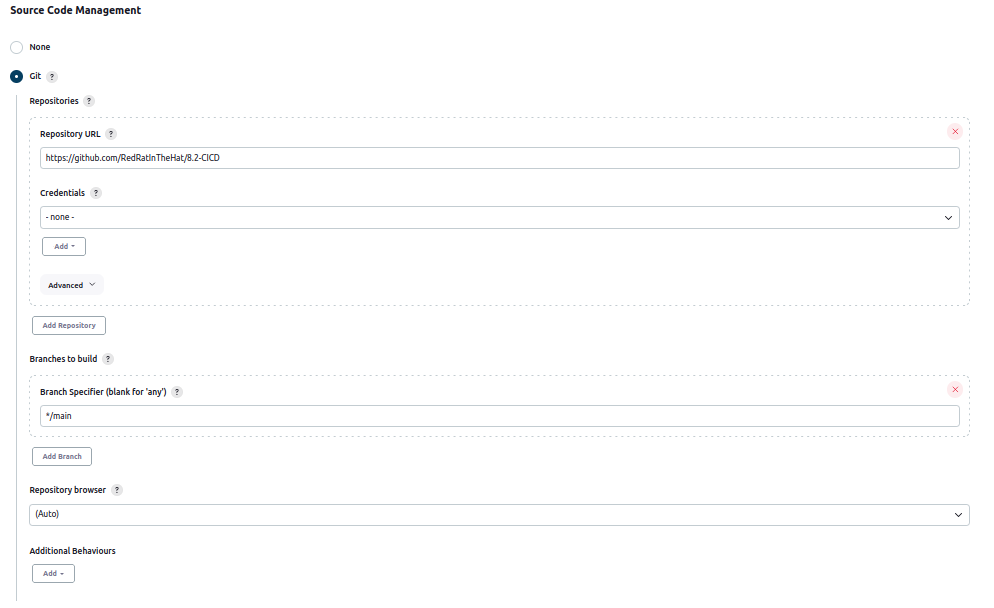 Source Code Management
None
Git ?
Repositories ?
Repository URL ?
https://github.com/RedRatInTheHat/8.2-CICD
Credentials ?
- none -
Add
Advanced
Add Repository
Branches to build ?
Branch Specifier (blank for 'any') ?
*/main
Add Branch
Repository browser ?
(Auto)
Additional Behaviours
Add